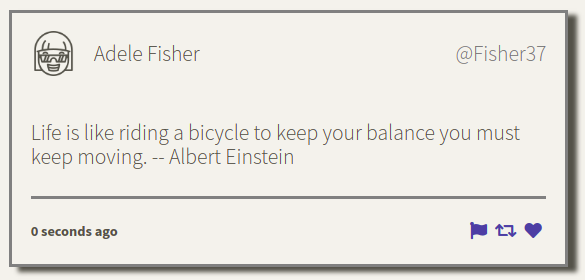 Adele Fisher @Fisher37
Life is like riding a bicycle to keep your balance you must
keep moving. -- Albert Einstein
0 seconds ago